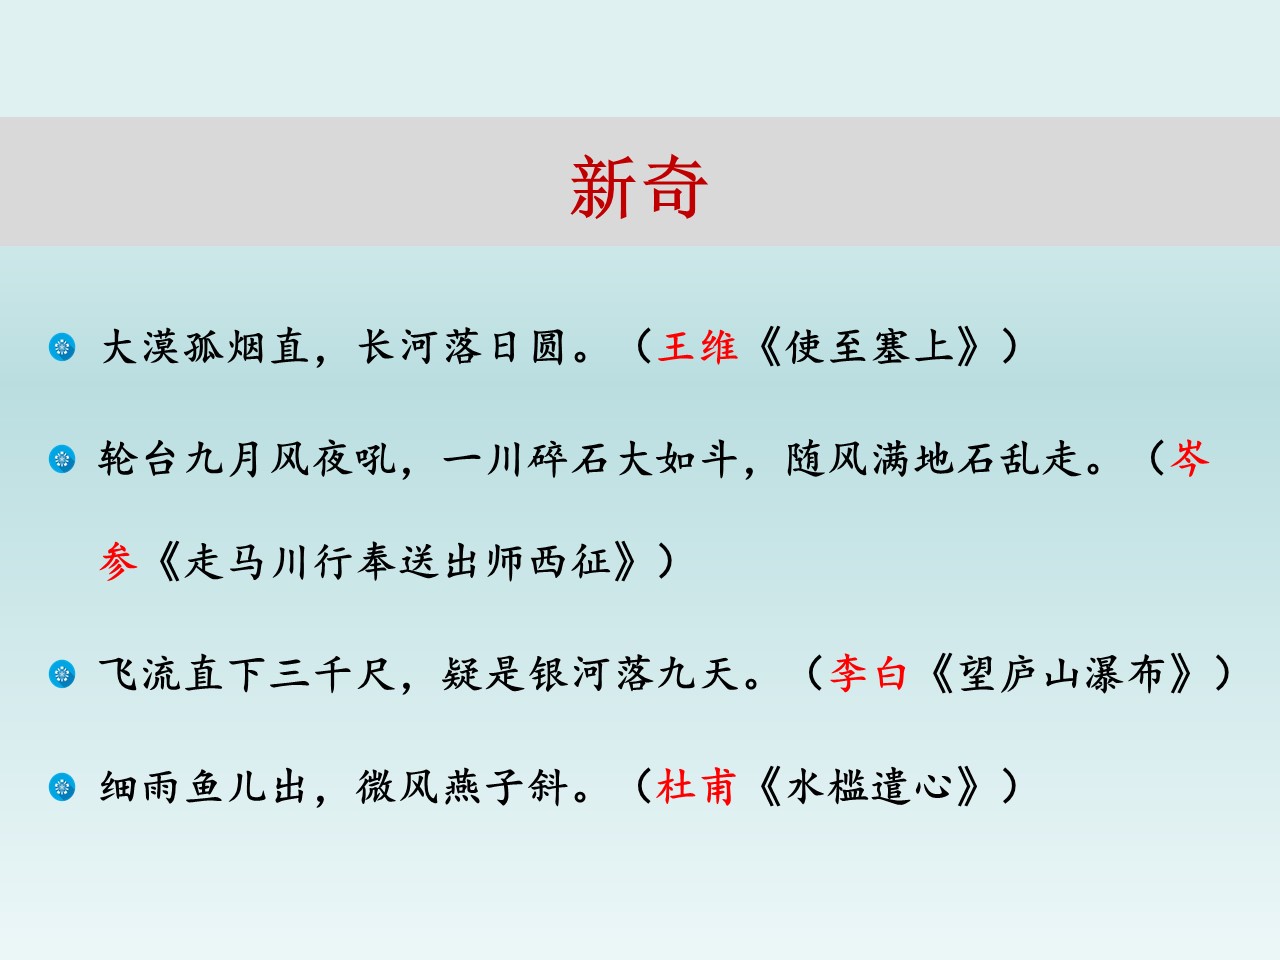 新奇
大漠孤烟直，长河落日圆。（王维《使至塞上》）
轮台九月风夜吼，一川碎石大如斗，随风满地石乱走。（岑
参《走马川行奉送出师西征》）
飞流直下三千尺，疑是银河落九天。（李白《望庐山瀑布》）
细雨鱼儿出，微风燕子斜。（杜甫《水槛遣心》）